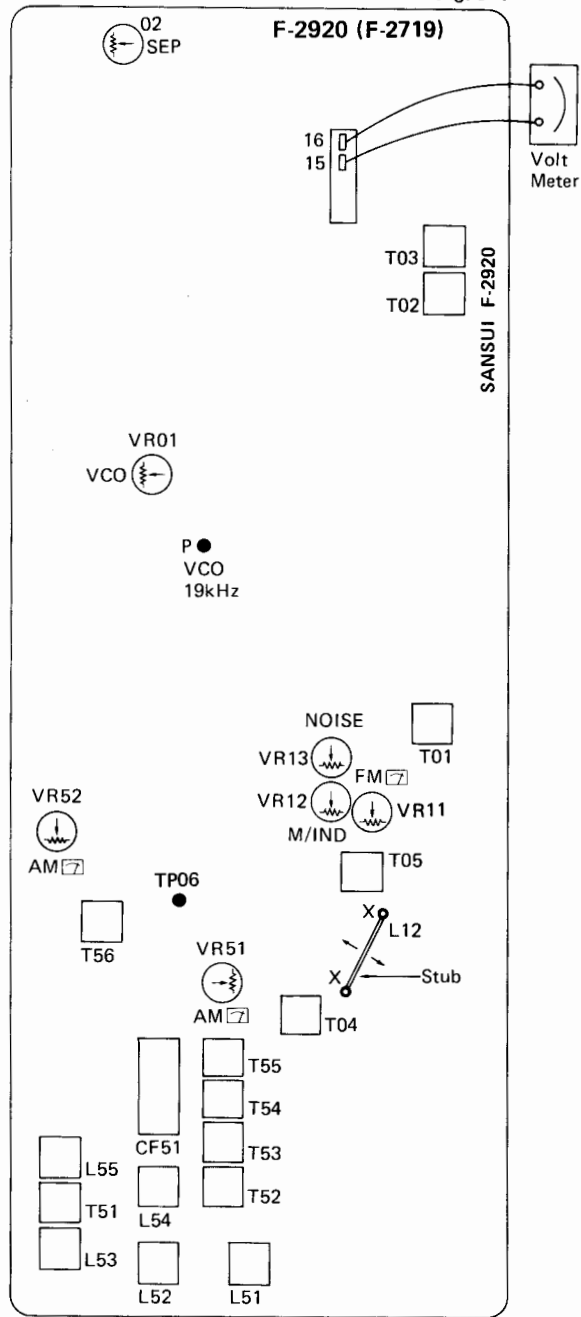 02
SEP
F-2920 (F-2719)
16
15
Volt
Meter
T03
T02
SANSUI F-2920
VR01
VCO
P
VCO
19kHz
NOISE
VR13
T01
FM
VR12
VR11
M/IND
VR52
AM
T05
TP06
X
L12
T56
VR51
X
Stub
AM
T04
T55
T54
CF51
T53
L55
T52
T51
L54
L53
L52
L51